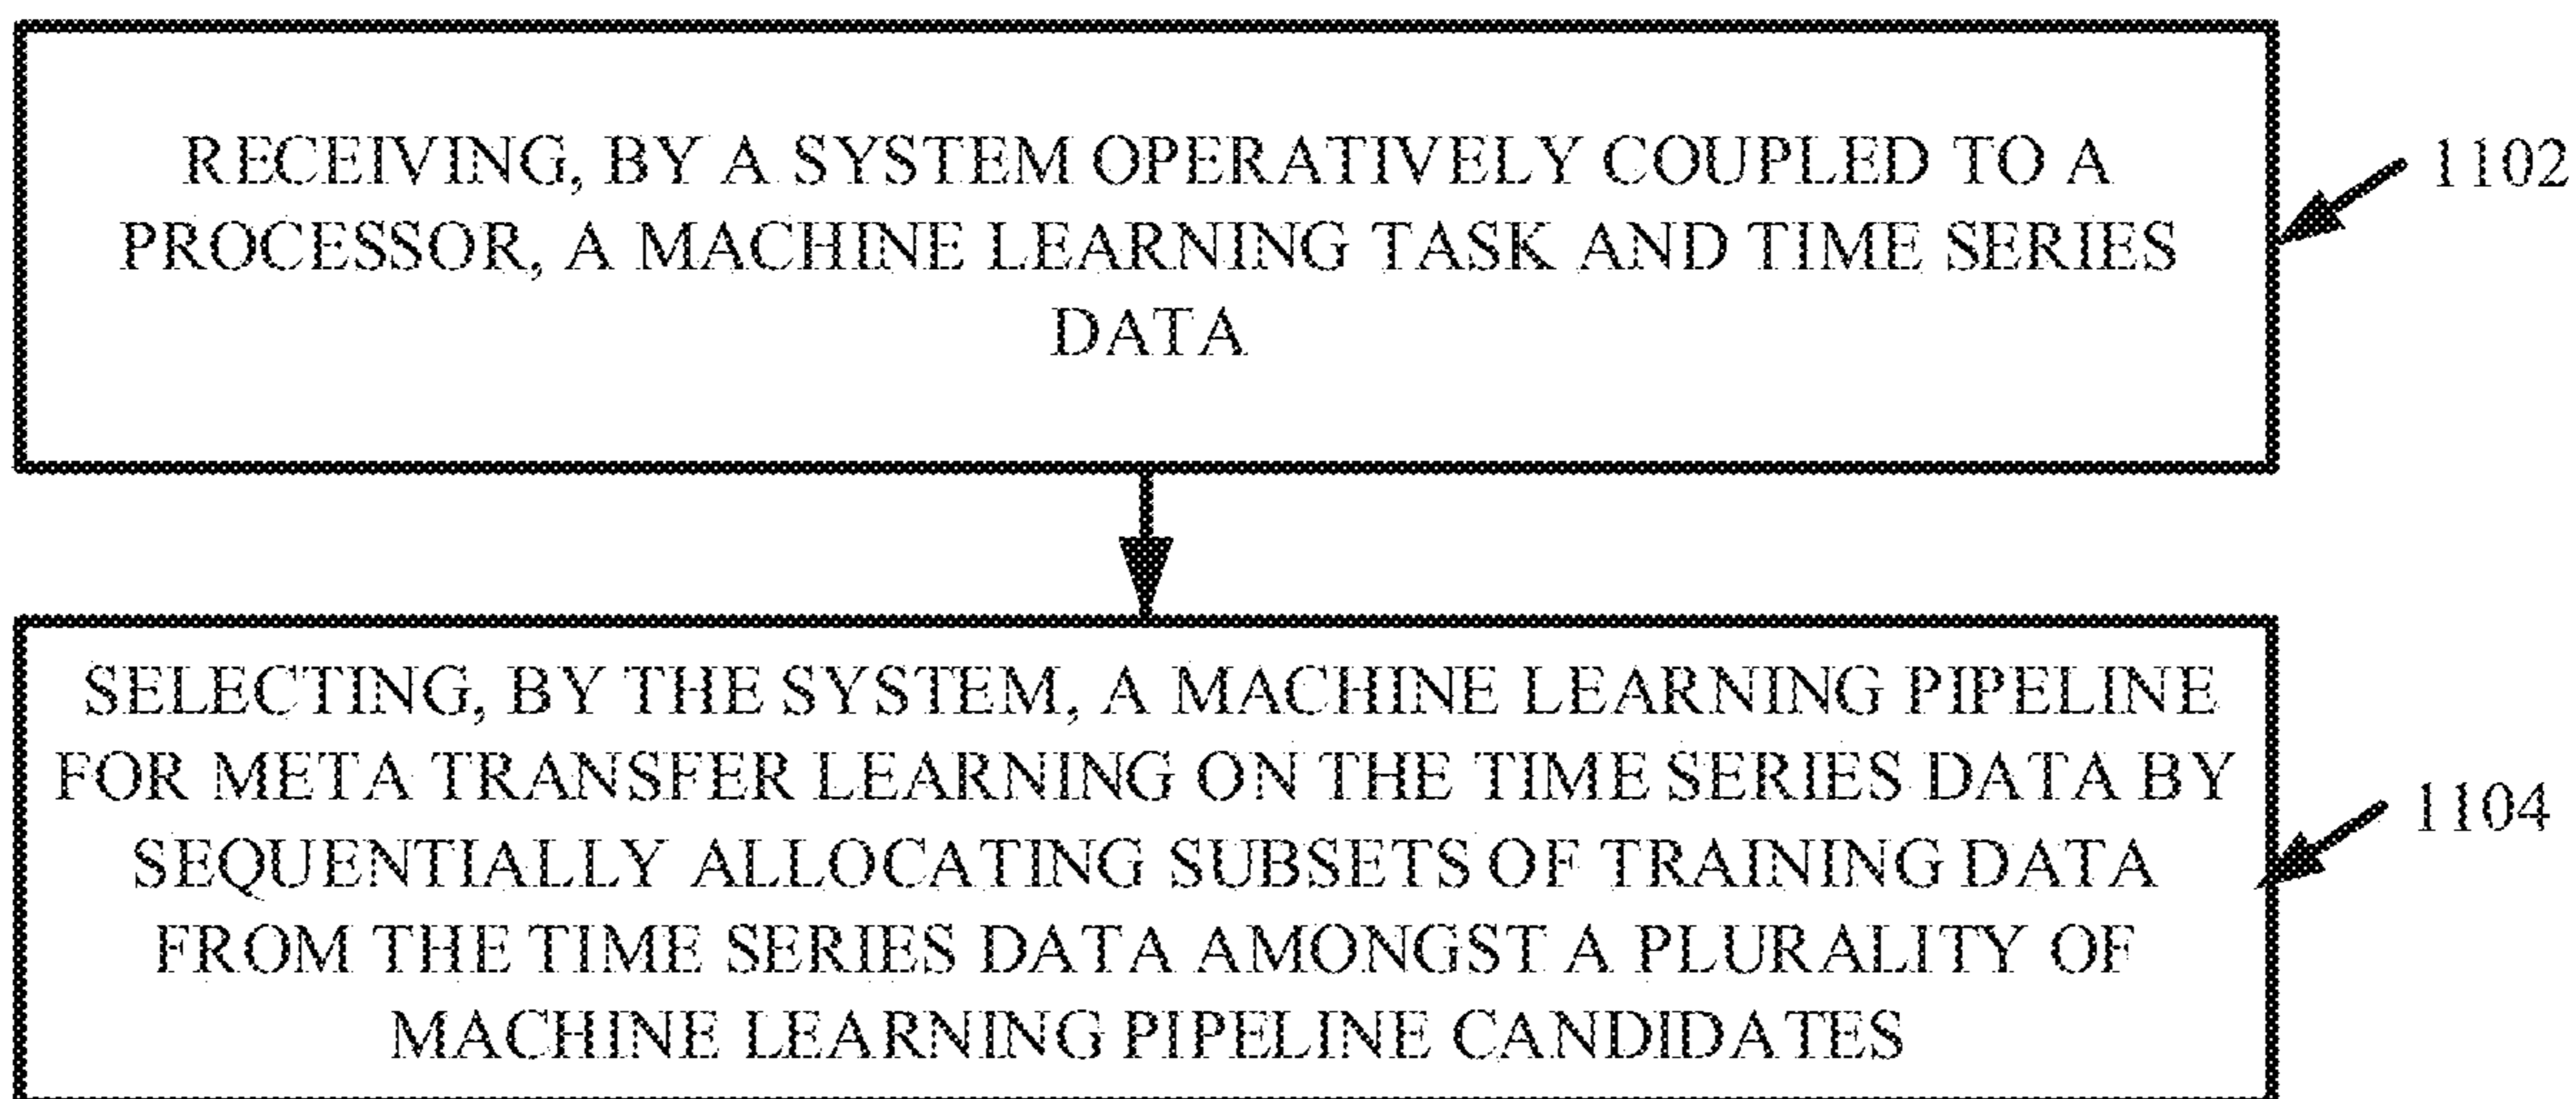 RECEIVING, BY A SYSTEM OPERATIVELY COUPLED TO A
PROCESSOR, A MACHINE LEARNING TASK AND TIME SERIES
DATA
1102
SELECTING, BY THE SYSTEM, A MACHINE LEARNING PIPELINE
FOR META TRANSFER LEARNING ON THE TIME SERIES DATA BY
SEQUENTIALLY ALLOCATING SUBSETS OF TRAINING DATA
FROM THE TIME SERIES DATA AMONGST A PLURALITY OF
MACHINE LEARNING PIPELINE CANDIDATES
1104